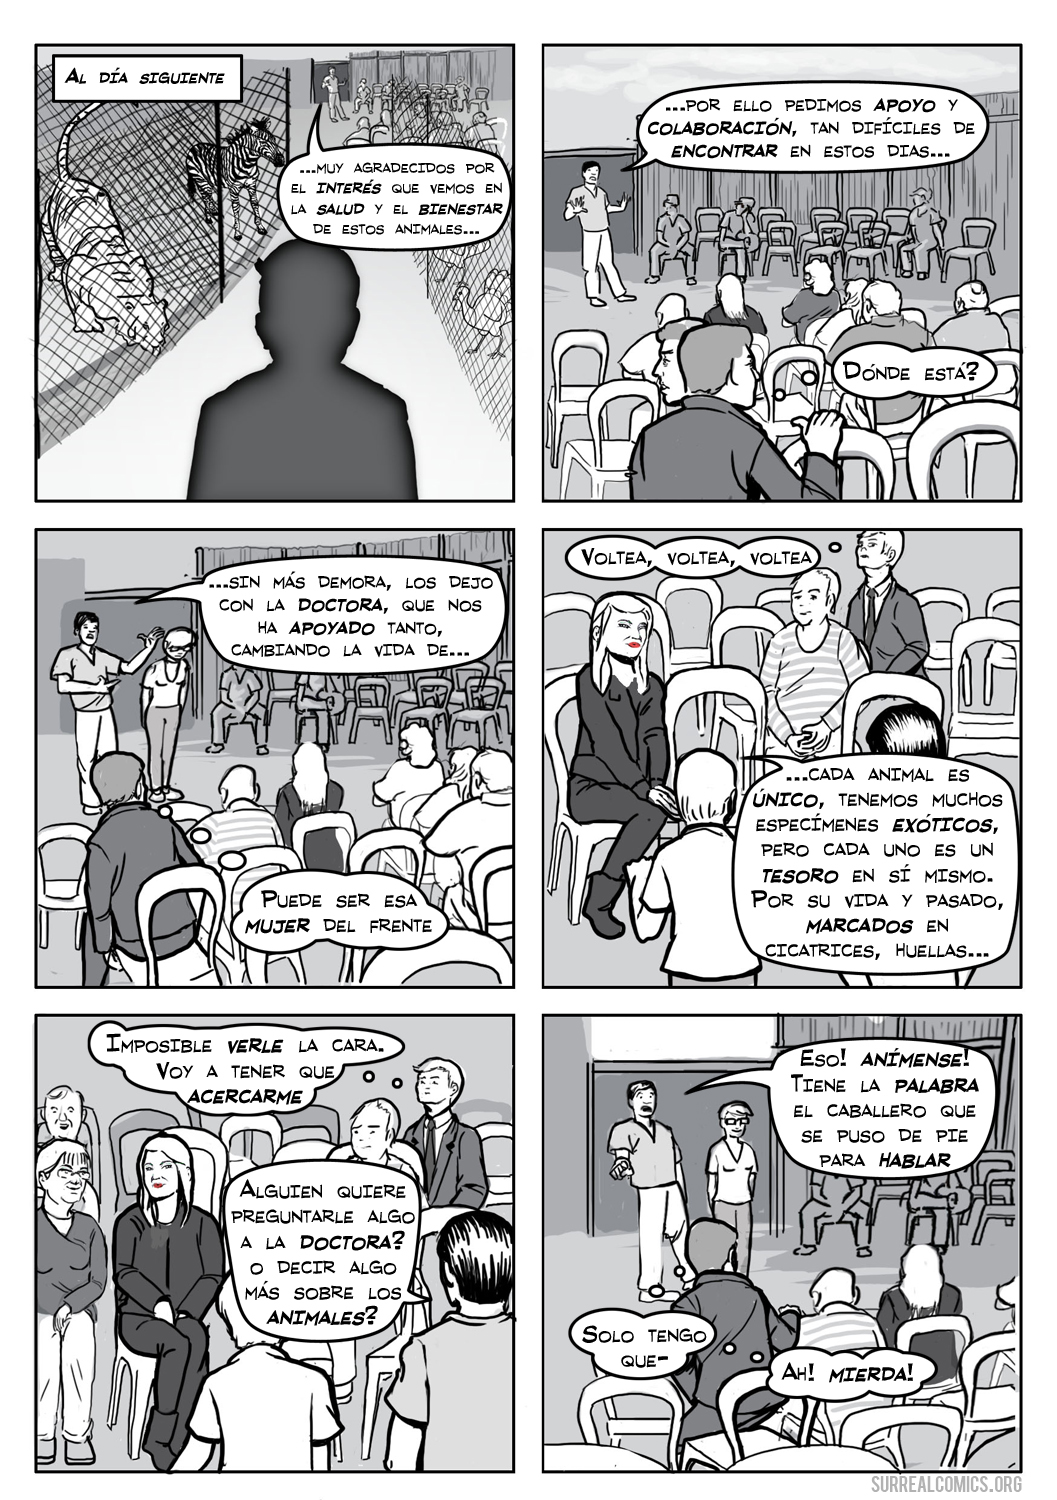 AL DÍA SIGUIENTE
...MUY AGRADECIDOS POR
EL INTERÉS QUE VEMOS EN
LA SALUD Y EL BIENESTAR
DE ESTOS ANIMALES...
...POR ELLO PEDIMOS APOYO Y
COLABORACIÓN, TAN DIFÍCILES DE
ENCONTRAR EN ESTOS DIAS...
DÓNDE ESTÁ?
...SIN MÁS DEMORA, LOS DEJO
CON LA DOCTORA, QUE NOS
HA APOYADO TANTO,
CAMBIANDO LA VIDA DE...
PUEDE SER ESA
MUJER DEL FRENTE
VOLTEA, VOLTEA, VOLTEA
...CADA ANIMAL ES
ÚNICO, TENEMOS MUCHOS
ESPECÍMENES EXÓTICOS,
PERO CADA UNO ES UN
TESORO EN SÍ MISMO.
POR SU VIDA Y PASADO,
MARCADOS EN
CICATRICES, HUELLAS...
IMPOSIBLE VERLE LA CARA.
VOY A TENER QUE
ACERCARME
ALGUIEN QUIERE
PREGUNTARLE ALGO
A LA DOCTORA?
O DECIR ALGO
MÁS SOBRE LOS
ANIMALES?
ESO! ANÍMENSE!
TIENE LA PALABRA
EL CABALLERO QUE
SE PUSO DE PIE
PARA HABLAR
SOLO TENGO
QUE-
AH! MIERDA!
SURREALCOMICS.ORG